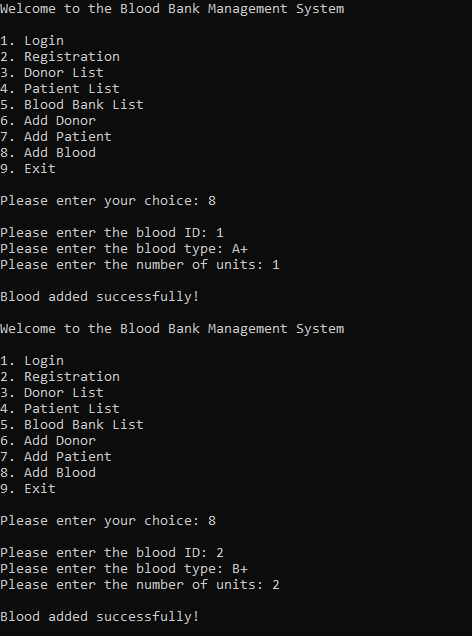 Welcome to the Blood Bank Management System
1. Login
2. Registration
3. Donor List
4. Patient List
5. Blood Bank List
6. Add Donor
7. Add Patient
8. Add Blood
9. Exit
Please enter your choice: 8
Please enter the blood ID: 1
Please enter the blood type: A+
Please enter the number of units: 1
Blood added successfully!
Welcome to the Blood Bank Management System
1. Login
2. Registration
3. Donor List
4. Patient List
5. Blood Bank List
6. Add Donor
7. Add Patient
8. Add Blood
9. Exit
Please enter your choice: 8
Please enter the blood ID: 2
Please enter the blood type: B+
Please enter the number of units: 2
Blood added successfully!